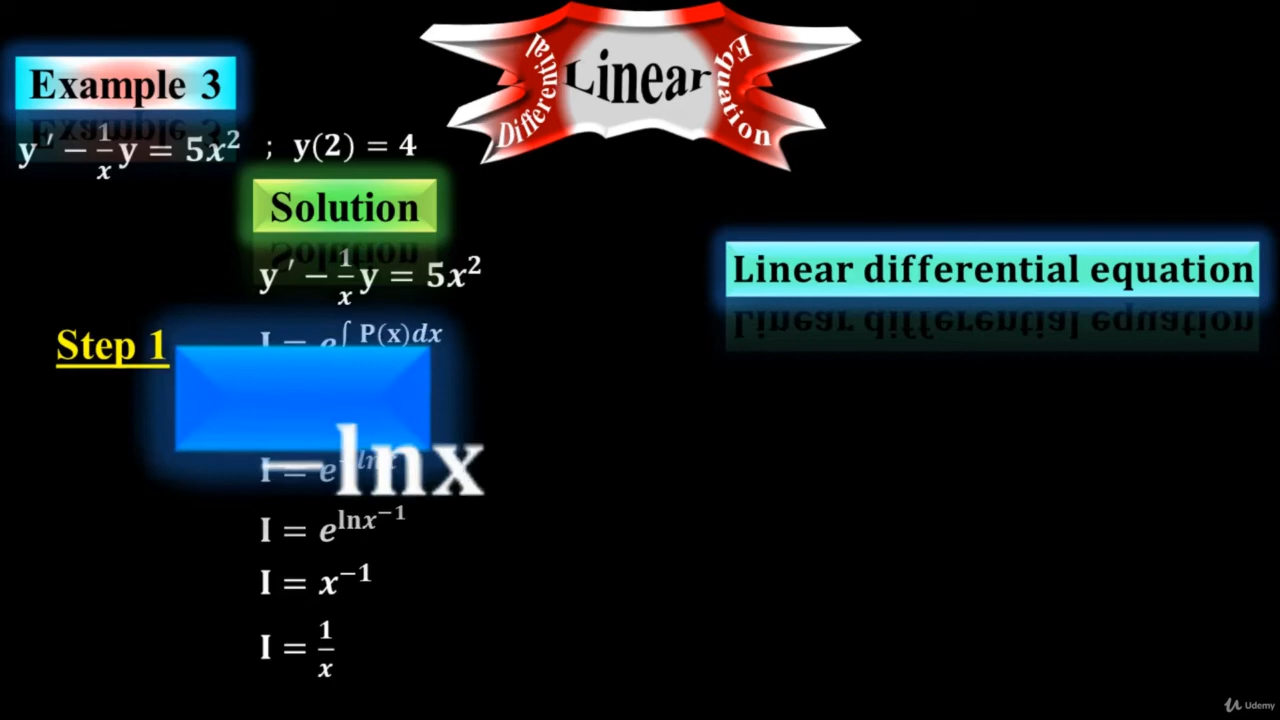 Differential Linear Equation
Example 3
y′ − 1/x y = 5x² ; y(2) = 4
Solution
y′ − 1/x y = 5x²
Linear differential equation
Step 1
I = e^∫ P(x)dx
−lnx
I = e^−lnx
I = e^lnx⁻¹
I = x⁻¹
I = 1/x
Udemy